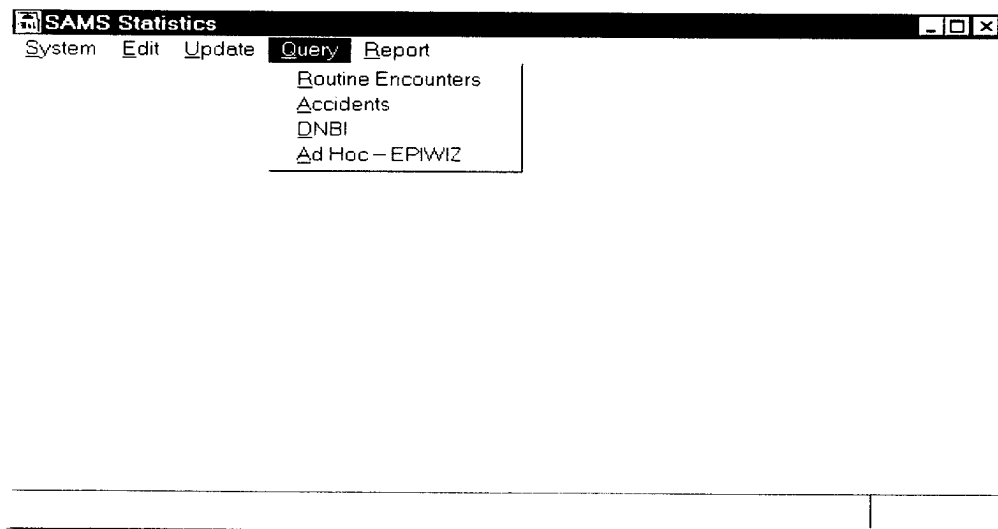 SAMS Statistics
System Edit Update Query Report
Routine Encounters
Accidents
DNBI
Ad Hoc – EPIWIZ